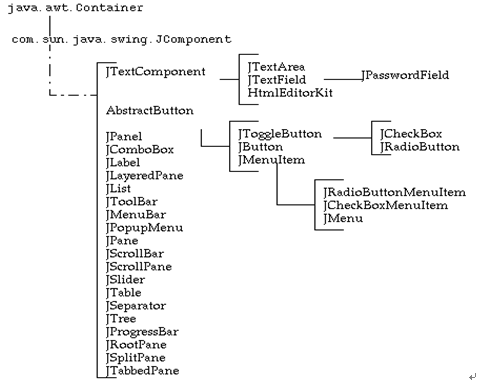 java.awt.Container
com.sun.java.swing.JComponent
JTextComponent
JTextArea
JTextField
HtmlEditorKit
JPasswordField
AbstractButton
JToggleButton
JButton
JMenuItem
JCheckBox
JRadioButton
JRadioButtonMenuItem
JCheckBoxMenuItem
JMenu
JPanel
JComboBox
JLabel
JLayeredPane
JList
JToolBar
JMenuBar
JPopupMenu
JPane
JScrollBar
JScrollPane
JSlider
JTable
JSeparator
JTree
JProgressBar
JRootPane
JSplitPane
JTabbedPane